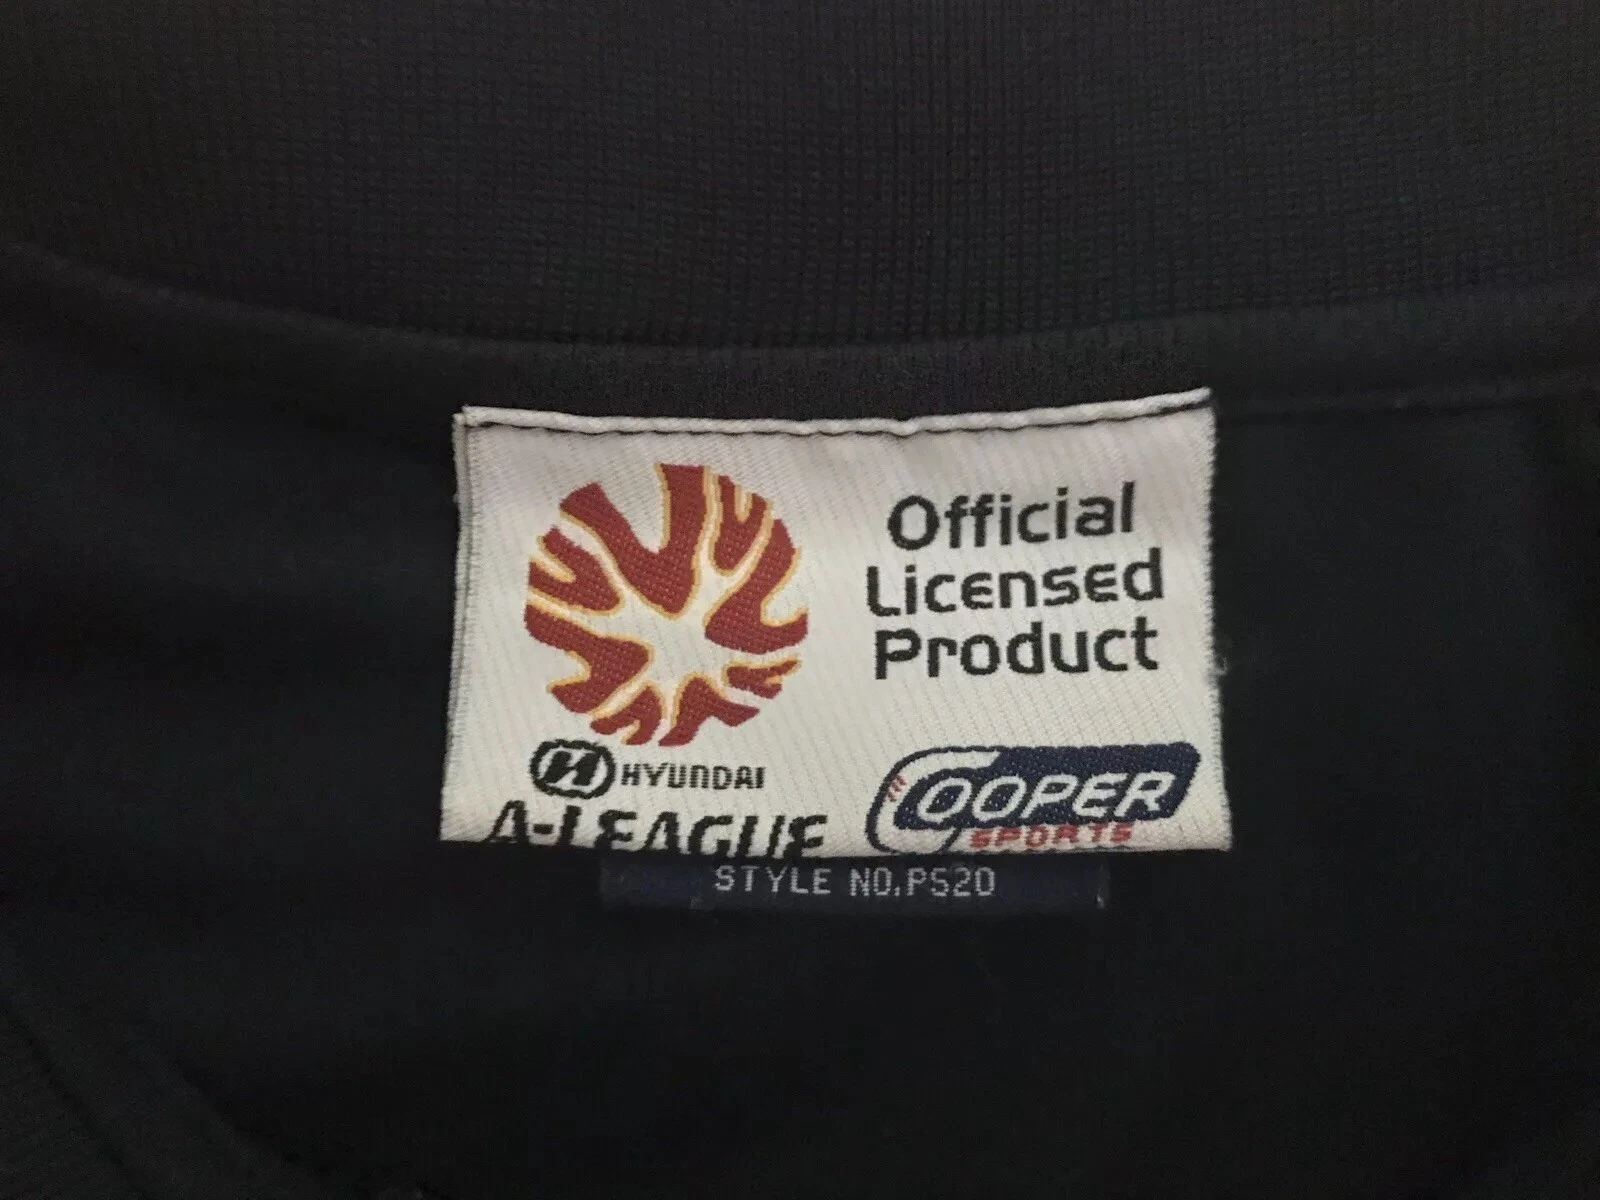 Official
Licensed
Product
HYUNDAI
A-LEAGUE
COOPER
SPORTS
STYLE NO.PS20